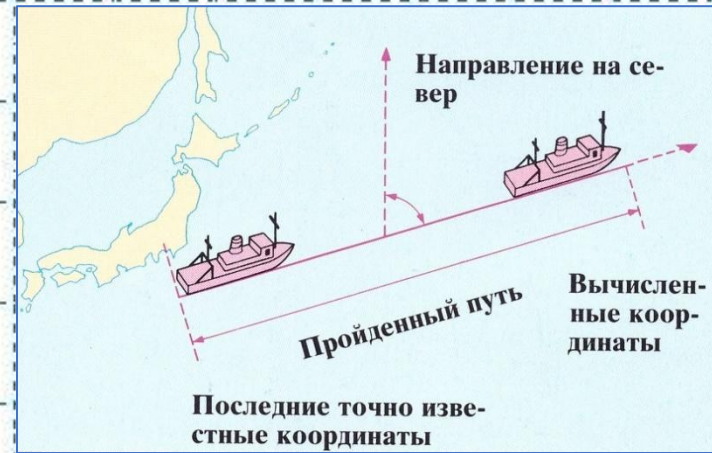 Направление на се-
вер
Пройденный путь
Вычислен-
ные коор-
динаты
Последние точно изве-
стные координаты